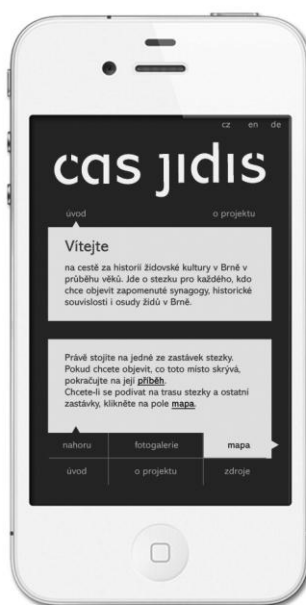 cz en de
cas jidis
úvod o projektu
Vítejte
na cestě za historií židovské kultury v Brně v
průběhu věků. Jde o stezku pro každého, kdo
chce objevit zapomenuté synagogy, historické
souvislosti i osudy židů v Brně.
Právě stojíte na jedné ze zastávek stezky.
Pokud chcete objevit, co toto místo skrývá,
pokračujte na její příběh.
Chcete-li se podívat na trasu stezky a ostatní
zastávky, klikněte na pole mapa.
nahoru fotogalerie mapa
úvod o projektu zdroje